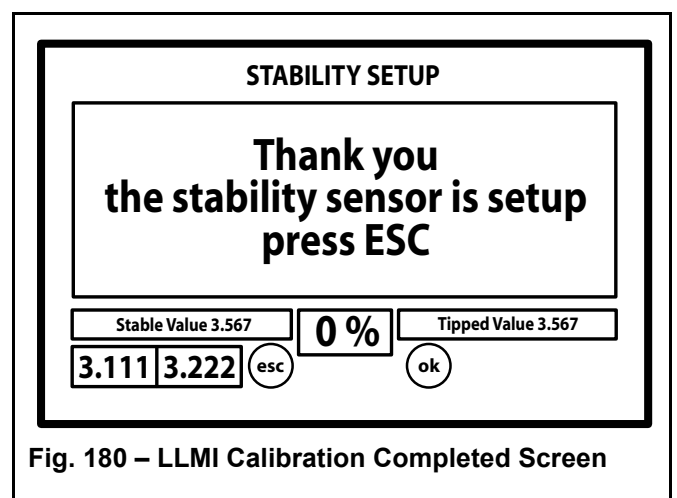 STABILITY SETUP
Thank you
the stability sensor is setup
press ESC
Stable Value 3.567
0 %
Tipped Value 3.567
3.111 3.222
esc
ok
Fig. 180 – LLMI Calibration Completed Screen